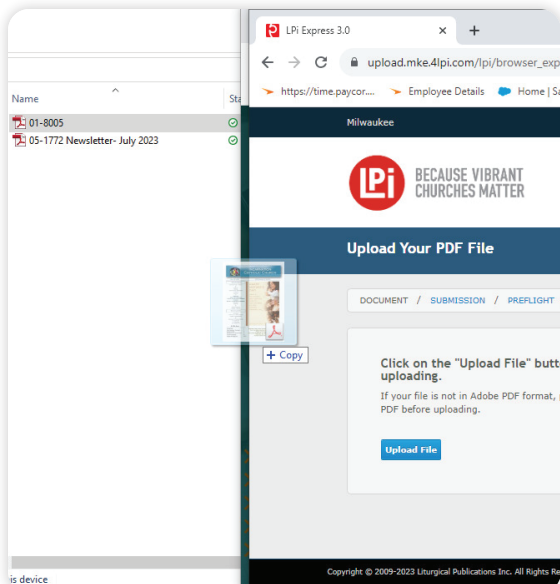 Name
Sta
01-8005
05-1772 Newsletter- July 2023
is device
+ Copy
LPi Express 3.0
upload.mke.4lpi.com/lpi/browser_exp
https://time.paycor....
Employee Details
Home | Sa
Milwaukee
LPi
BECAUSE VIBRANT
CHURCHES MATTER
Upload Your PDF File
DOCUMENT / SUBMISSION / PREFLIGHT
Click on the "Upload File" butt
uploading.
If your file is not in Adobe PDF format, p
PDF before uploading.
Upload File
Copyright © 2009-2023 Liturgical Publications Inc. All Rights Re